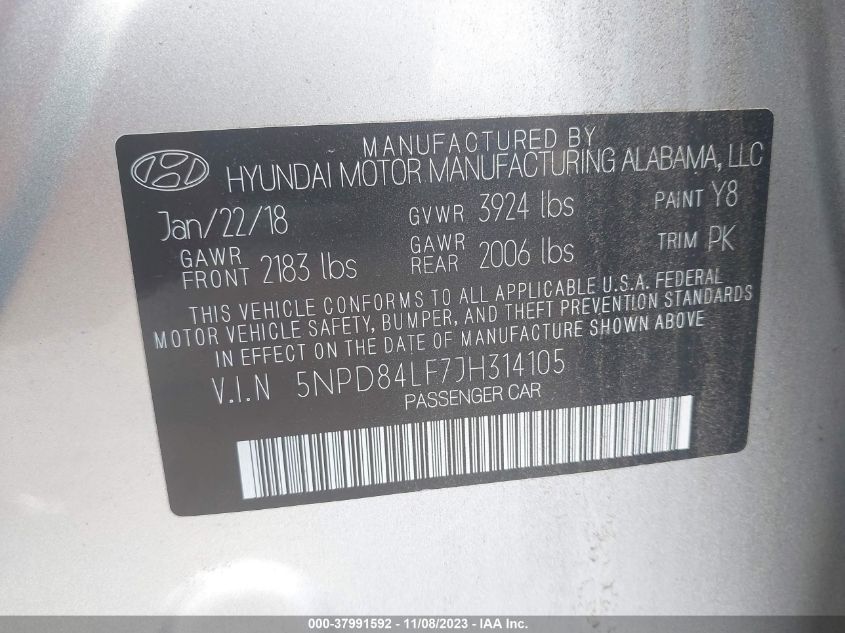 MANUFACTURED BY
HYUNDAI MOTOR MANUFACTURING ALABAMA, LLC
Jan/22/18 GVWR 3924 lbs PAINT Y8
GAWR FRONT 2183 lbs GAWR REAR 2006 lbs TRIM PK
THIS VEHICLE CONFORMS TO ALL APPLICABLE U.S.A. FEDERAL
MOTOR VEHICLE SAFETY, BUMPER, AND THEFT PREVENTION STANDARDS
IN EFFECT ON THE DATE OF MANUFACTURE SHOWN ABOVE
V.I.N 5NPD84LF7JH314105
PASSENGER CAR
000-37991592 - 11/08/2023 - IAA Inc.